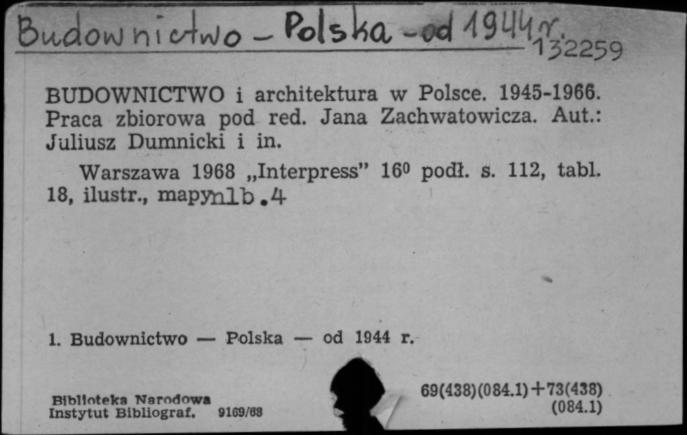 Budownictwo - Polska - od 1944 r.
132259
BUDOWNICTWO i architektura w Polsce. 1945-1966.
Praca zbiorowa pod red. Jana Zachwatowicza. Aut.:
Juliusz Dumnicki i in.
Warszawa 1968 „Interpress” 16⁰ podł. s. 112, tabl.
18, ilustr., mapy nlb.4
1. Budownictwo — Polska — od 1944 r.
69(438)(084.1)+73(438)
(084.1)
Biblioteka Narodowa
Instytut Bibliograf. 9169/68